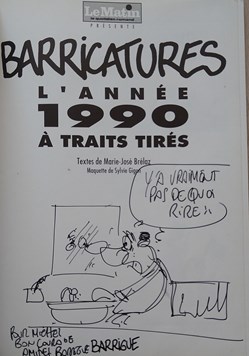 Le Matin
PRÉSENTE
BARRICATURES
L'ANNÉE
1990
À TRAITS TIRÉS
Textes de Marie-José Brélaz
Maquette de Sylvie
Y'A VRAIMENT
PAS DE QUOI
RIRE!
POUR MICHEL
BON
BARRIGUE